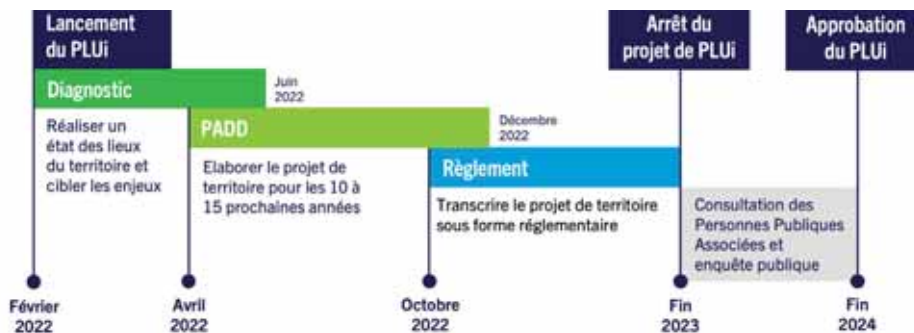 Lancement
du PLUi
Arrêt du
projet de PLUi
Approbation
du PLUi
Diagnostic
Juin
2022
Réaliser un
état des lieux
du territoire et
cibler les enjeux
PADD
Décembre
2022
Elaborer le projet de
territoire pour les 10 à
15 prochaines années
Règlement
Transcrire le projet de territoire
sous forme réglementaire
Consultation des
Personnes Publiques
Associées et
enquête publique
Février
2022
Avril
2022
Octobre
2022
Fin
2023
Fin
2024